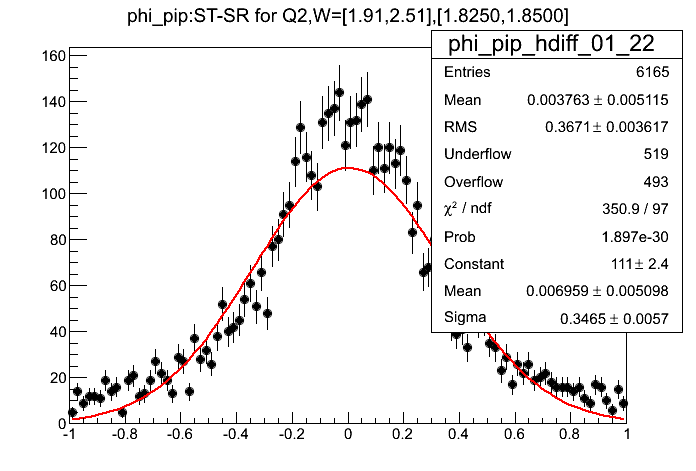 phi_pip:ST-SR for Q2,W=[1.91,2.51],[1.8250,1.8500]
phi_pip_hdiff_01_22
Entries 6165
Mean 0.003763 ± 0.005115
RMS 0.3671 ± 0.003617
Underflow 519
Overflow 493
χ² / ndf 350.9 / 97
Prob 1.897e-30
Constant 111 ± 2.4
Mean 0.006959 ± 0.005098
Sigma 0.3465 ± 0.0057
160
140
120
100
80
60
40
20
0
-1 -0.8 -0.6 -0.4 -0.2 0 0.2 0.4 0.6 0.8 1